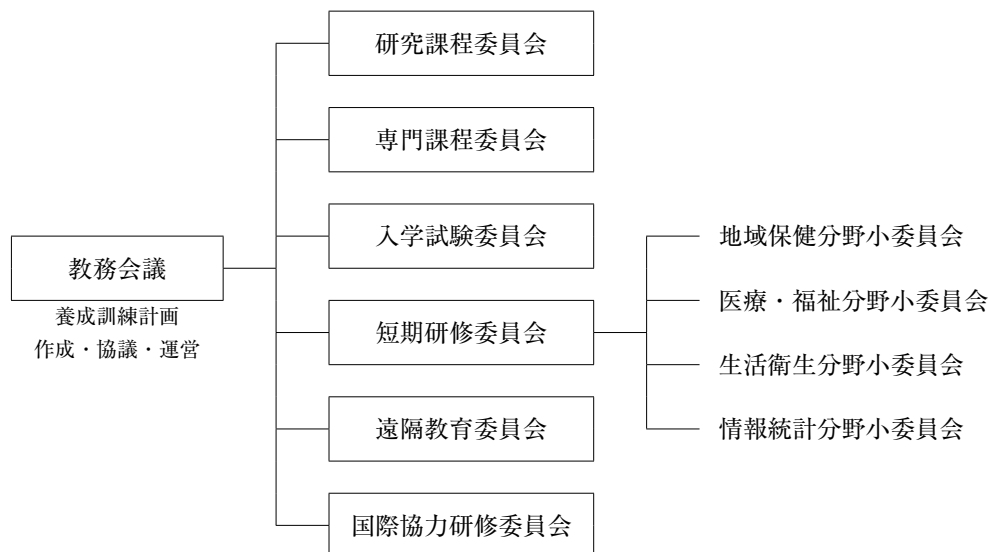 教務会議
養成訓練計画
作成・協議・運営
研究課程委員会
専門課程委員会
入学試験委員会
短期研修委員会
遠隔教育委員会
国際協力研修委員会
地域保健分野小委員会
医療・福祉分野小委員会
生活衛生分野小委員会
情報統計分野小委員会